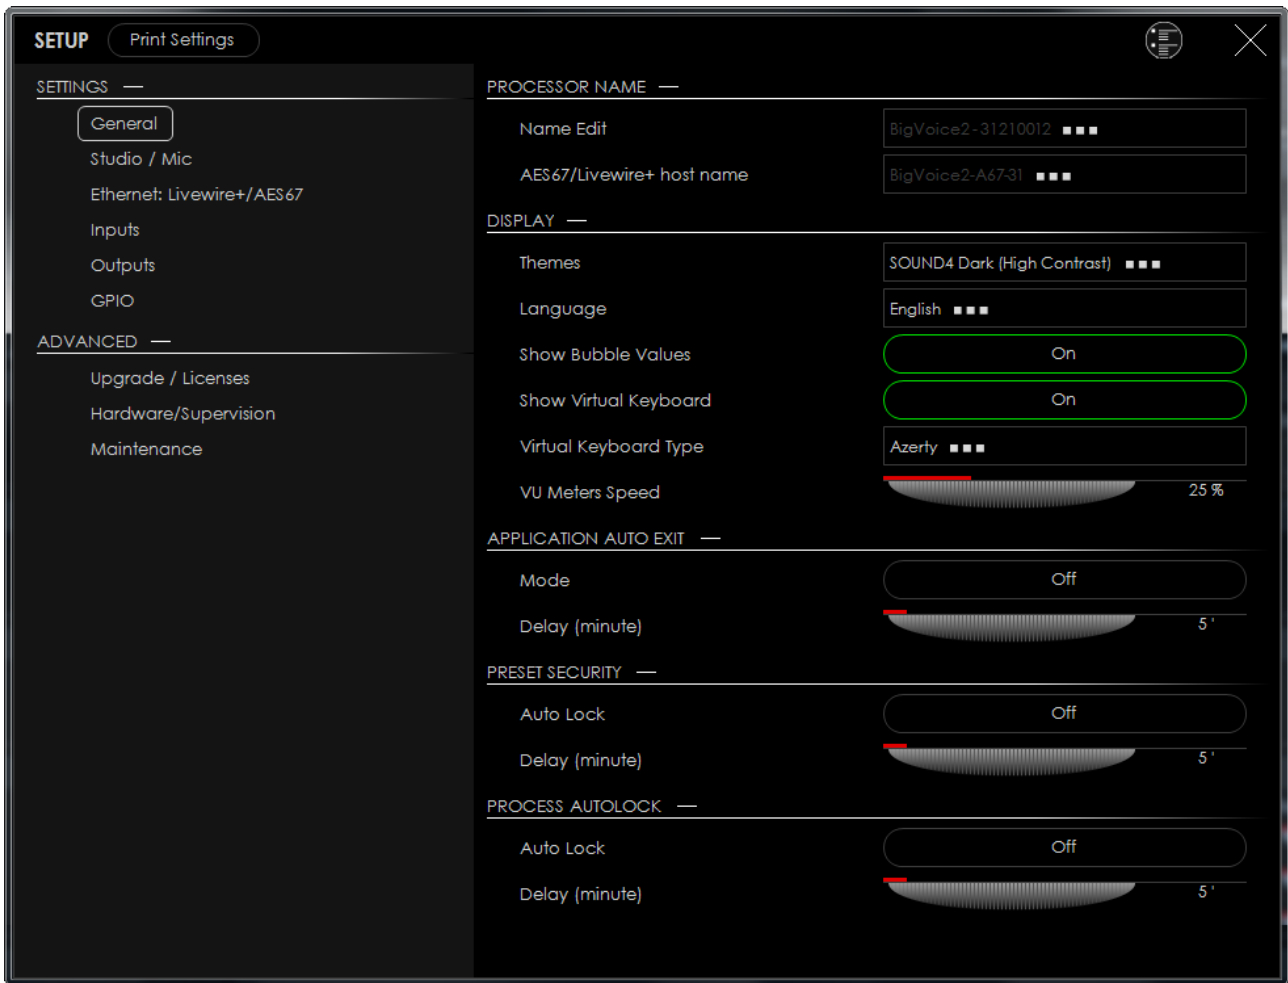 SETUP Print Settings
SETTINGS
General
Studio / Mic
Ethernet: Livewire+/AES67
Inputs
Outputs
GPIO
ADVANCED
Upgrade / Licenses
Hardware/Supervision
Maintenance
PROCESSOR NAME
Name Edit BigVoice2-31210012
AES67/Livewire+ host name BigVoice2-A67-31
DISPLAY
Themes SOUND4 Dark (High Contrast)
Language English
Show Bubble Values On
Show Virtual Keyboard On
Virtual Keyboard Type Azerty
VU Meters Speed 25 %
APPLICATION AUTO EXIT
Mode Off
Delay (minute) 5 '
PRESET SECURITY
Auto Lock Off
Delay (minute) 5 '
PROCESS AUTOLOCK
Auto Lock Off
Delay (minute) 5 '